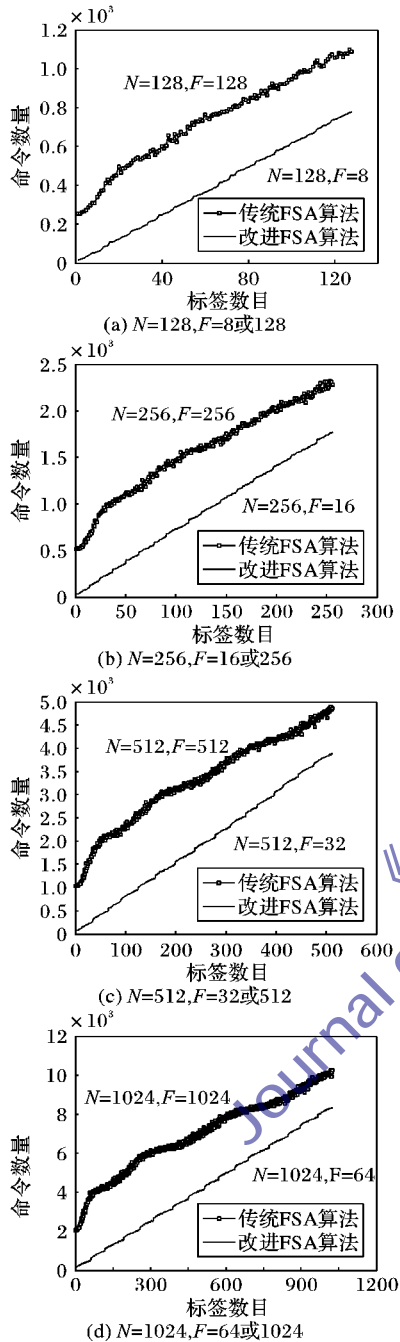 ×10³
1.2
1.0
0.8
0.6
0.4
0.2
0
命令数量
N=128,F=128
N=128,F=8
传统FSA算法
改进FSA算法
0 40 80 120
标签数目
(a) N=128,F=8或128
×10³
2.5
2.0
1.5
1.0
0.5
0
命令数量
N=256,F=256
N=256,F=16
传统FSA算法
改进FSA算法
0 50 100 150 200 250 300
标签数目
(b) N=256,F=16或256
×10³
5.0
4.5
4.0
3.5
3.0
2.5
2.0
1.0
1.0
0.5
0
命令数量
N=512,F=512
N=512,F=32
传统FSA算法
改进FSA算法
0 100 200 300 400 500 600
标签数目
(c) N=512,F=32或512
×10³
12
10
8
6
4
2
0
命令数量
N=1024,F=1024
N=1024,F=64
传统FSA算法
改进FSA算法
0 300 600 900 1200
标签数目
(d) N=1024,F=64或1024
《
Journal